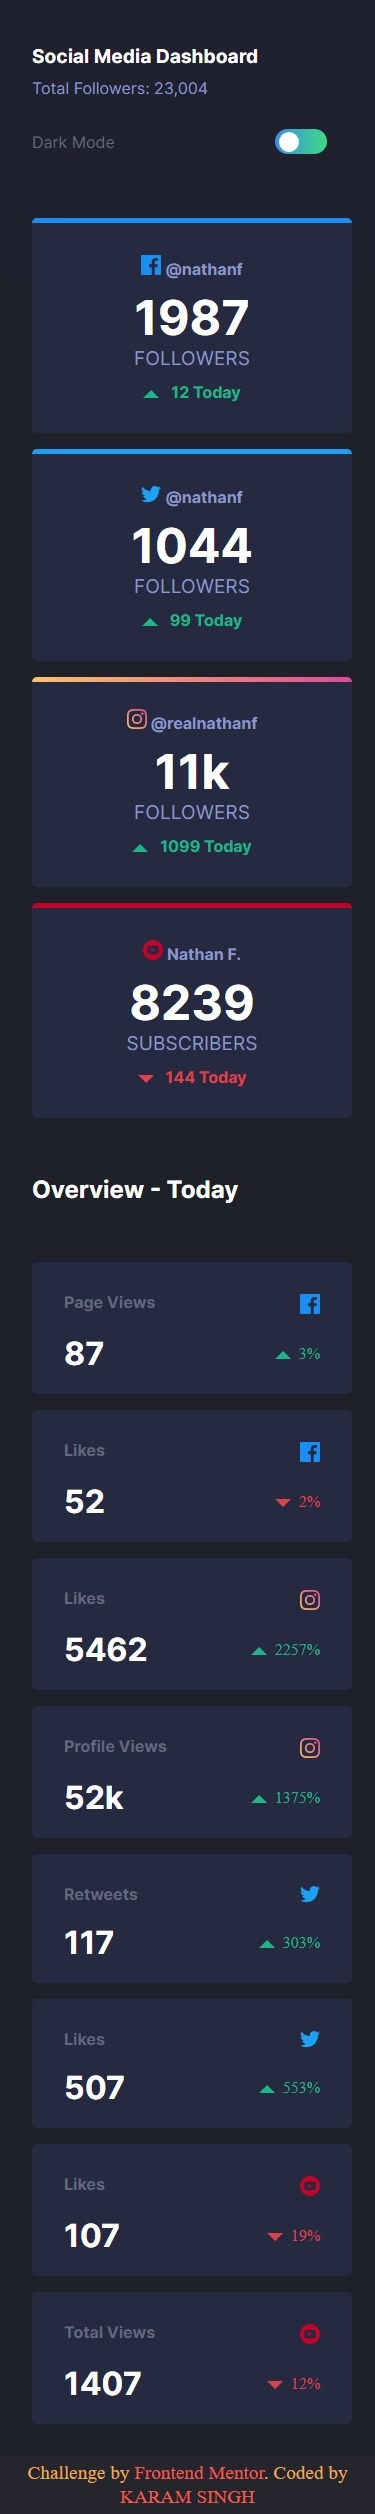 Social Media Dashboard
Total Followers: 23,004
Dark Mode
@nathanf
1987
FOLLOWERS
12 Today
@nathanf
1044
FOLLOWERS
99 Today
@realnathanf
11k
FOLLOWERS
1099 Today
Nathan F.
8239
SUBSCRIBERS
144 Today
Overview - Today
Page Views
87
3%
Likes
52
2%
Likes
5462
2257%
Profile Views
52k
1375%
Retweets
117
303%
Likes
507
553%
Likes
107
19%
Total Views
1407
12%
Challenge by Frontend Mentor. Coded by
KARAM SINGH